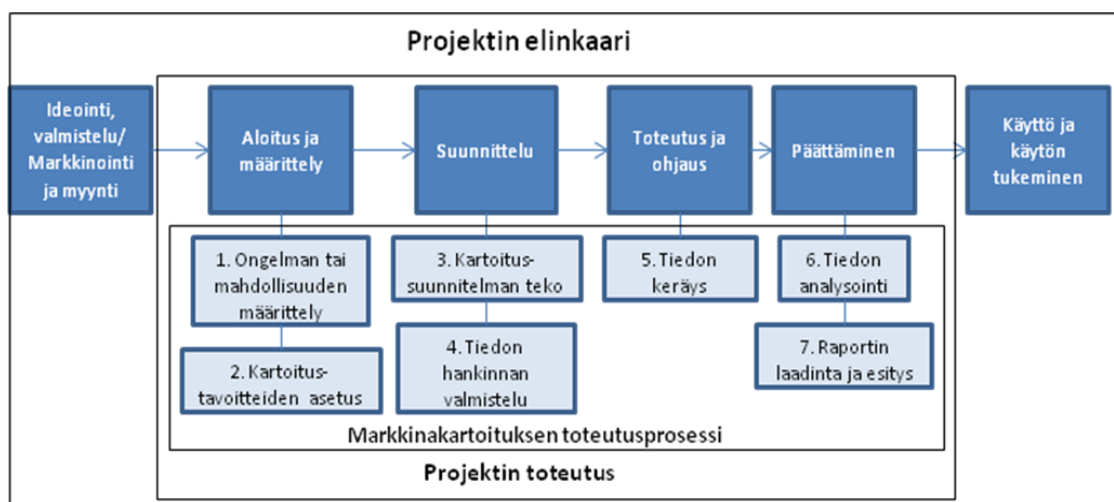 Projektin elinkaari
Ideointi,
valmistelu/
Markkinointi
ja myynti
Aloitus ja
määrittely
Suunnittelu
Toteutus ja
ohjaus
Päättäminen
Käyttö ja
käytön
tukeminen
1. Ongelman tai
mahdollisuuden
määrittely
2. Kartoitus-
tavoitteiden asetus
3. Kartoitus-
suunnitelman teko
4. Tiedon
hankinnan
valmistelu
5. Tiedon
keräys
6. Tiedon
analysointi
7. Raportin
laadinta ja esitys
Markkinakartoituksen toteutusprosessi
Projektin toteutus